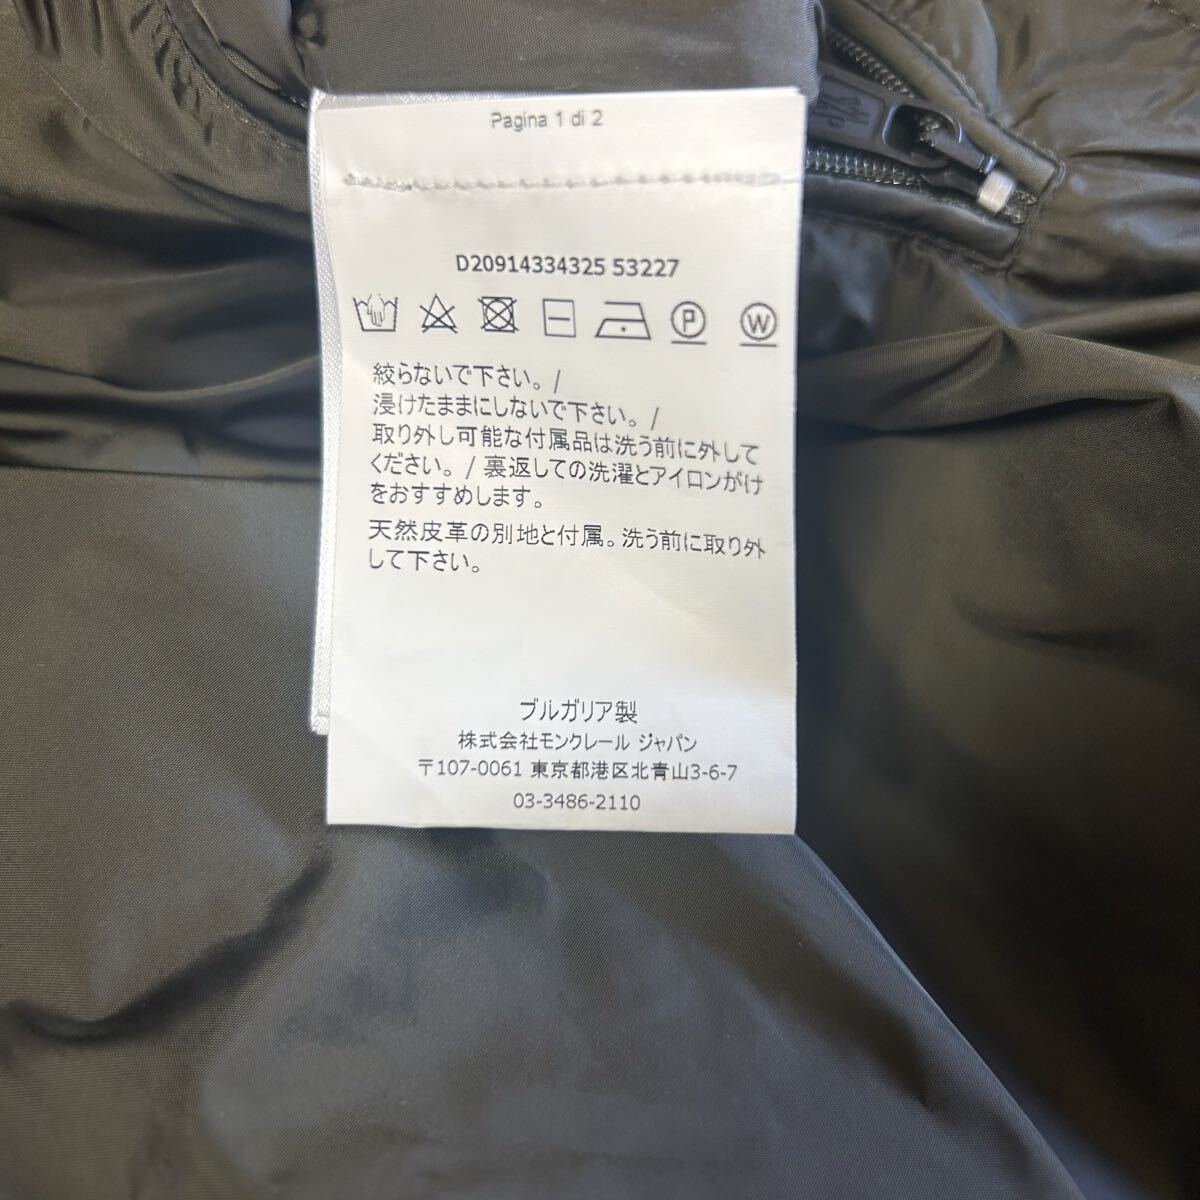 Pagina 1 di 2
D20914334325 53227
P W
絞らないで下さい。/
浸けたままにしないで下さい。/
取り外し可能な付属品は洗う前に外して
ください。/ 裏返しての洗濯とアイロンがけ
をおすすめします。
天然皮革の別地と付属。洗う前に取り外
して下さい。
ブルガリア製
株式会社モンクレール ジャパン
〒107-0061 東京都港区北青山3-6-7
03-3486-2110